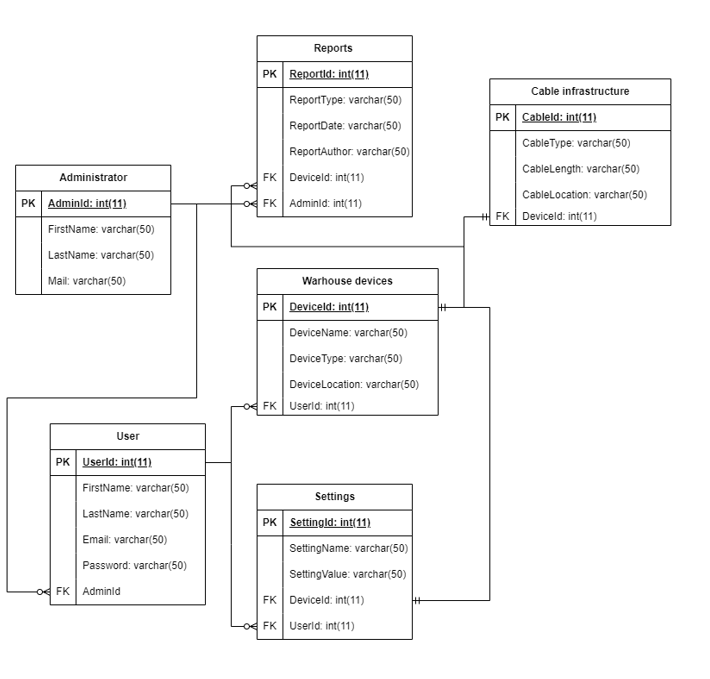 Reports
PK ReportId: int(11)
ReportType: varchar(50)
ReportDate: varchar(50)
ReportAuthor: varchar(50)
FK DeviceId: int(11)
FK AdminId: int(11)
Cable infrastructure
PK CableId: int(11)
CableType: varchar(50)
CableLength: varchar(50)
CableLocation: varchar(50)
FK DeviceId: int(11)
Administrator
PK AdminId: int(11)
FirstName: varchar(50)
LastName: varchar(50)
Mail: varchar(50)
Warhouse devices
PK DeviceId: int(11)
DeviceName: varchar(50)
DeviceType: varchar(50)
DeviceLocation: varchar(50)
FK UserId: int(11)
User
PK UserId: int(11)
FirstName: varchar(50)
LastName: varchar(50)
Email: varchar(50)
Password: varchar(50)
FK AdminId
Settings
PK SettingId: int(11)
SettingName: varchar(50)
SettingValue: varchar(50)
FK DeviceId: int(11)
FK UserId: int(11)